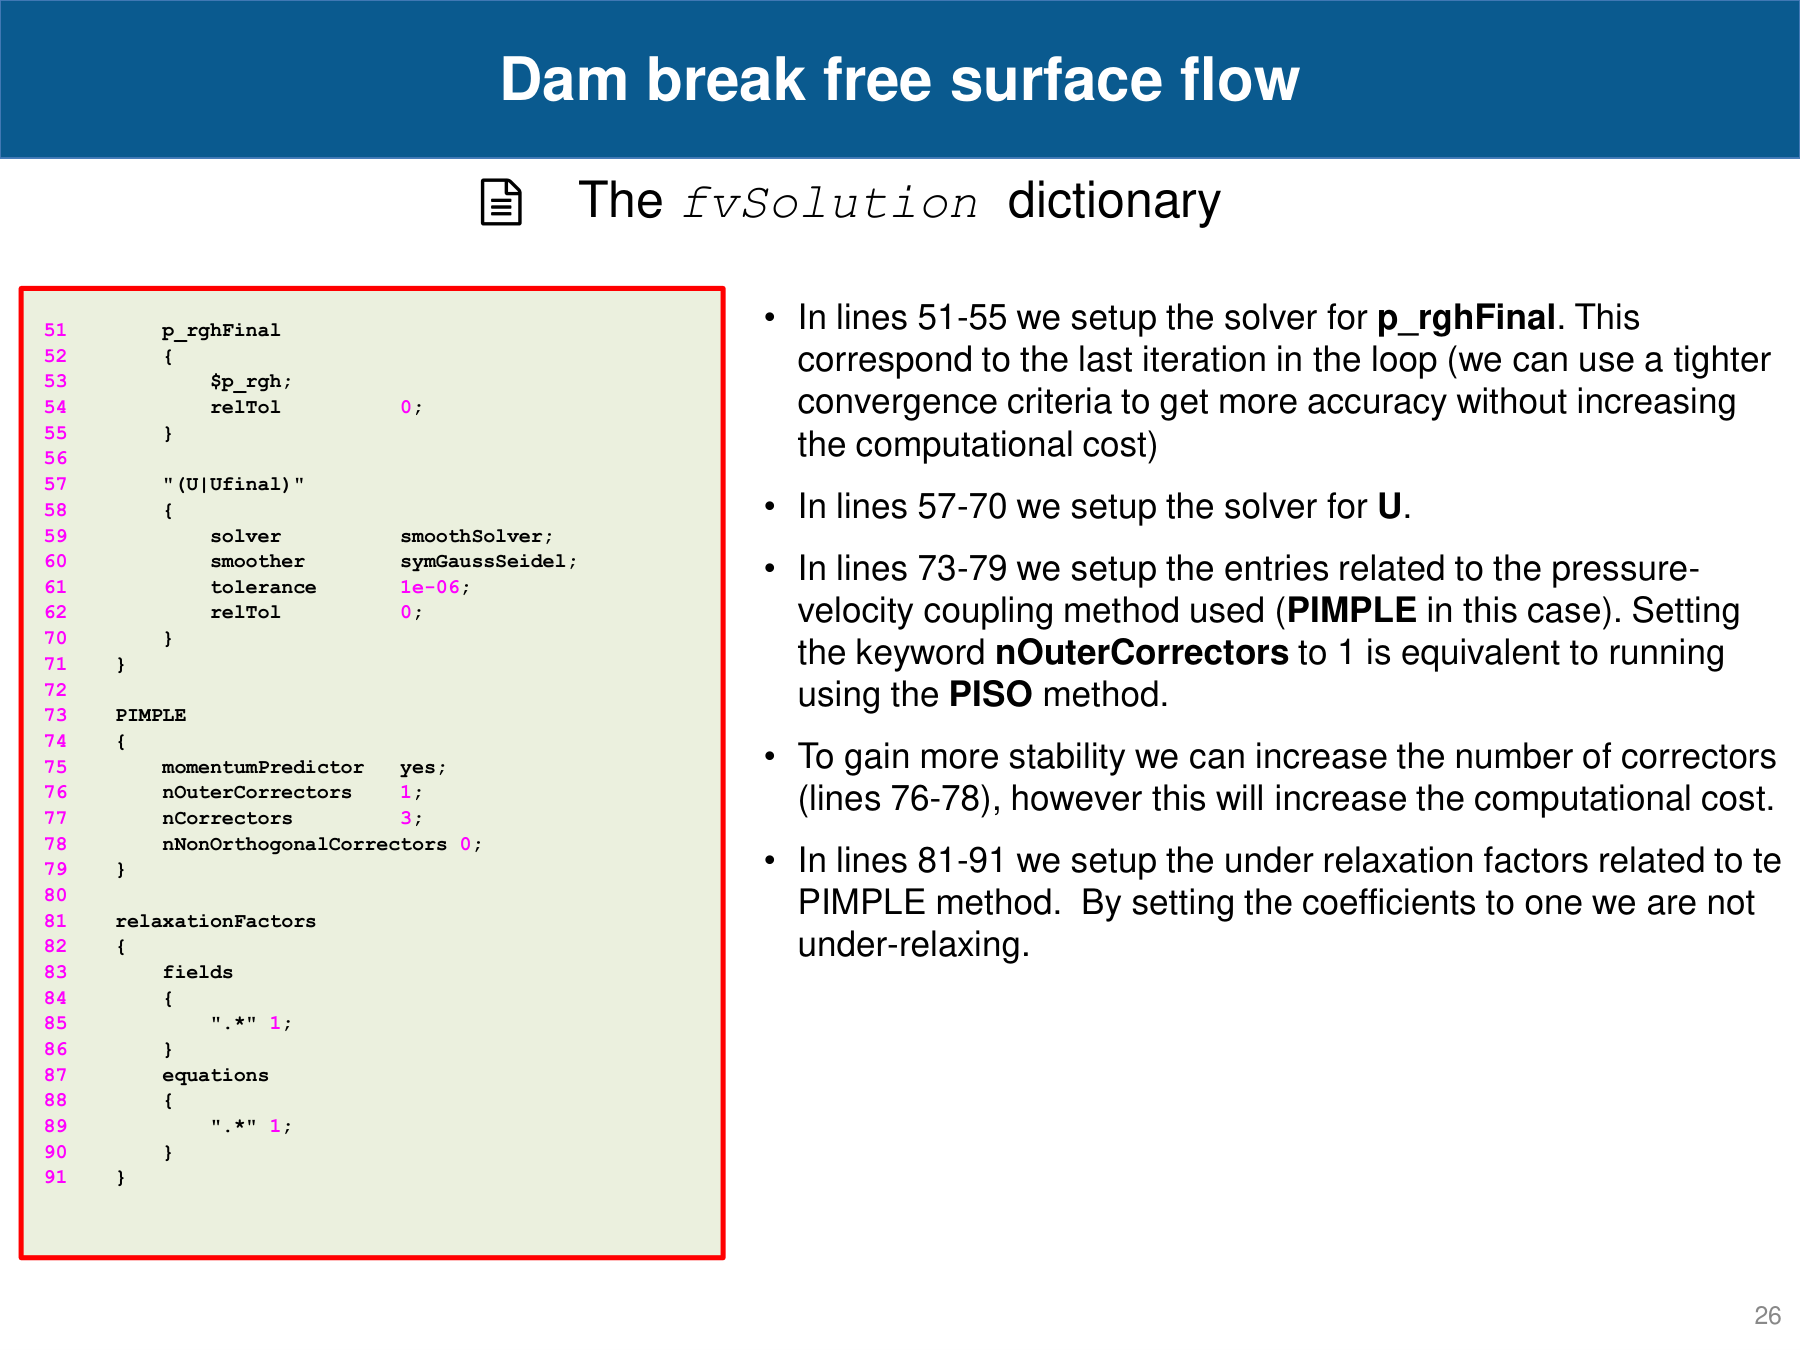 Dam break free surface flow
The fvSolution dictionary
51 p_rghFinal
52 {
53 $p_rgh;
54 relTol 0;
55 }
56
57 "(U|Ufinal)"
58 {
59 solver smoothSolver;
60 smoother symGaussSeidel;
61 tolerance 1e-06;
62 relTol 0;
70 }
71 }
72
73 PIMPLE
74 {
75 momentumPredictor yes;
76 nOuterCorrectors 1;
77 nCorrectors 3;
78 nNonOrthogonalCorrectors 0;
79 }
80
81 relaxationFactors
82 {
83 fields
84 {
85 ".*" 1;
86 }
87 equations
88 {
89 ".*" 1;
90 }
91 }
• In lines 51-55 we setup the solver for p_rghFinal. This
correspond to the last iteration in the loop (we can use a tighter
convergence criteria to get more accuracy without increasing
the computational cost)
• In lines 57-70 we setup the solver for U.
• In lines 73-79 we setup the entries related to the pressure-
velocity coupling method used (PIMPLE in this case). Setting
the keyword nOuterCorrectors to 1 is equivalent to running
using the PISO method.
• To gain more stability we can increase the number of correctors
(lines 76-78), however this will increase the computational cost.
• In lines 81-91 we setup the under relaxation factors related to te
PIMPLE method. By setting the coefficients to one we are not
under-relaxing.
26